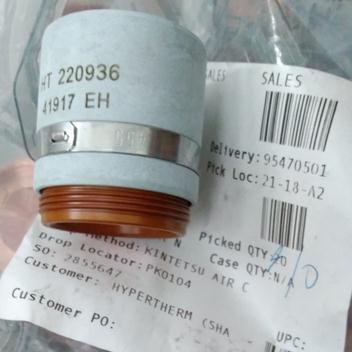 HT 220936
41917 EH
SALES
SALES
Delivery: 95470501
Pick Loc: 21-18-A2
Picked QTY:
Method: KINTETSU AIR C
Case QTY: N/A
Drop Locator: PK0104
SO: 2855647
Customer: HYPERTHERM (SHA
UPC:
Customer PO: